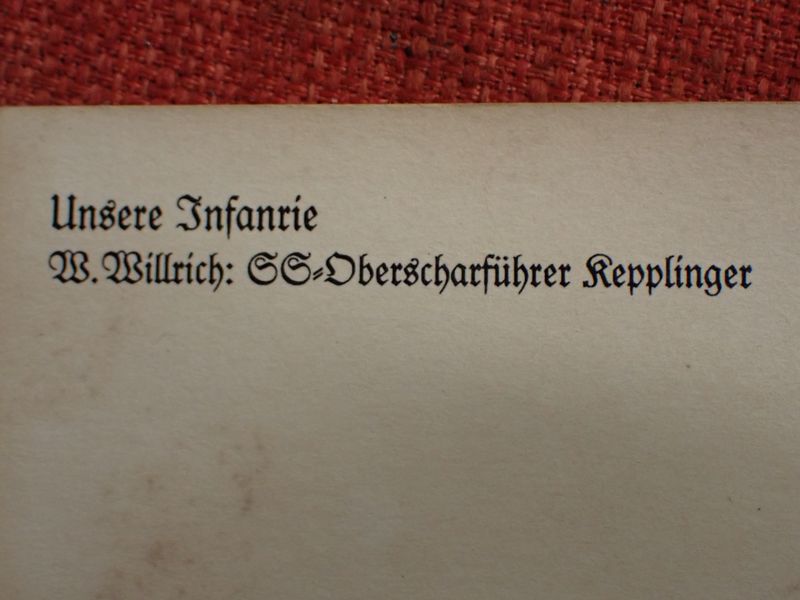 Unsere Infanrie
W. Willrich: SS-Oberscharführer Kepplinger